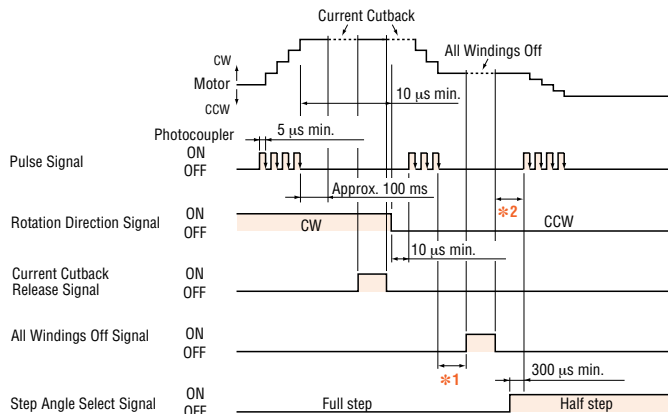 Current Cutback
CW
Motor
CCW
All Windings Off
10 μs min.
Photocoupler
5 μs min.
Pulse Signal
ON
OFF
Approx. 100 ms
Rotation Direction Signal
ON
OFF
CW
*2
CCW
10 μs min.
Current Cutback
Release Signal
ON
OFF
All Windings Off Signal
ON
OFF
*1
300 μs min.
Step Angle Select Signal
ON
OFF
Full step
Half step